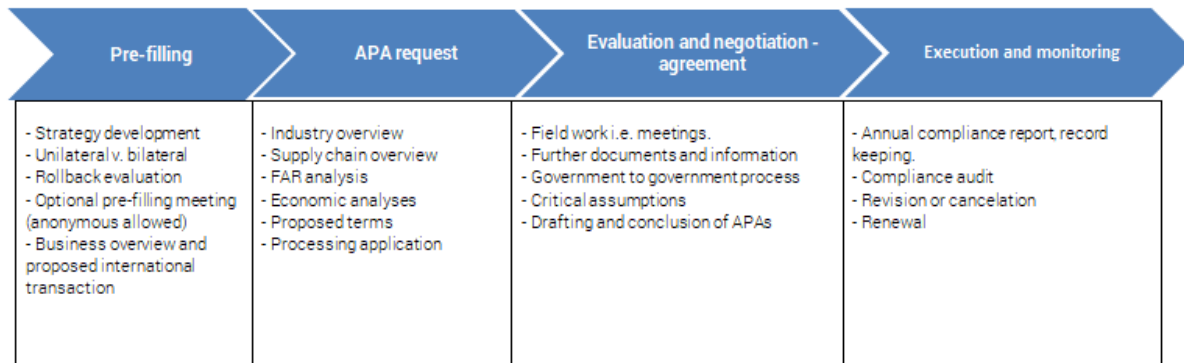 Pre-filling
APA request
Evaluation and negotiation -
agreement
Execution and monitoring
- Strategy development
- Unilateral v. bilateral
- Rollback evaluation
- Optional pre-filling meeting
(anonymous allowed)
- Business overview and
proposed international
transaction
- Industry overview
- Supply chain overview
- FAR analysis
- Economic analyses
- Proposed terms
- Processing application
- Field work i.e. meetings.
- Further documents and information
- Government to government process
- Critical assumptions
- Drafting and conclusion of APAs
- Annual compliance report, record
keeping.
- Compliance audit
- Revision or cancelation
- Renewal